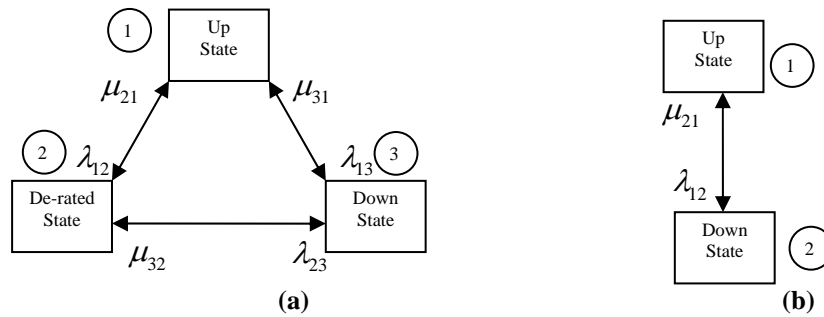 1
Up
State
μ21
μ31
2
λ12
λ13
3
De-rated
State
Down
State
μ32
λ23
(a)
Up
State
1
μ21
λ12
Down
State
2
(b)